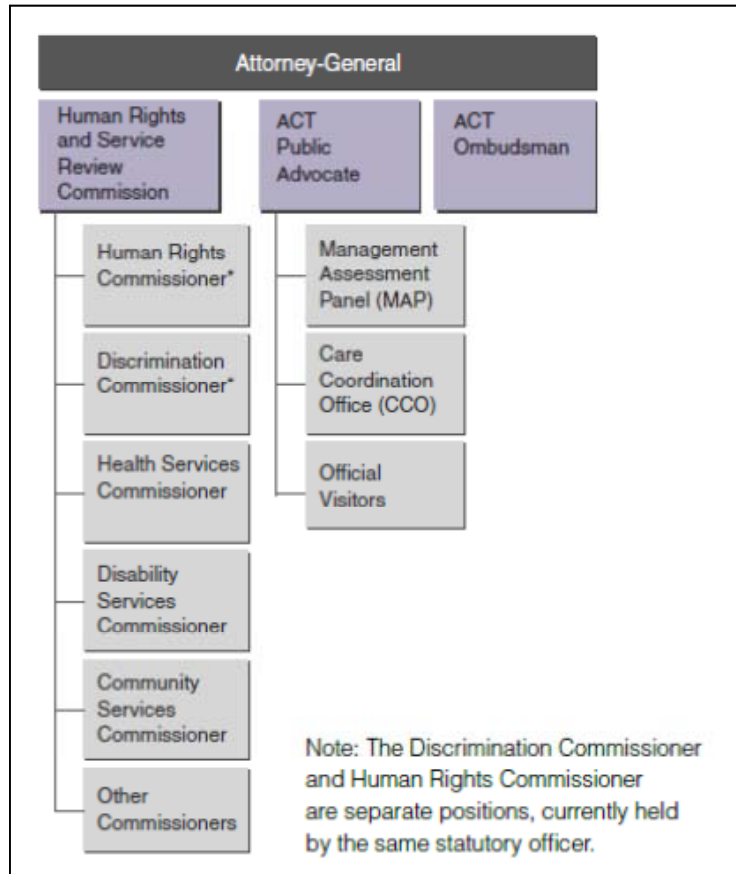 Attorney-General
Human Rights
and Service
Review
Commission
ACT
Public
Advocate
ACT
Ombudsman
Human Rights
Commissioner*
Discrimination
Commissioner*
Health Services
Commissioner
Disability
Services
Commissioner
Community
Services
Commissioner
Other
Commissioners
Management
Assessment
Panel (MAP)
Care
Coordination
Office (CCO)
Official
Visitors
Note: The Discrimination Commissioner
and Human Rights Commissioner
are separate positions, currently held
by the same statutory officer.